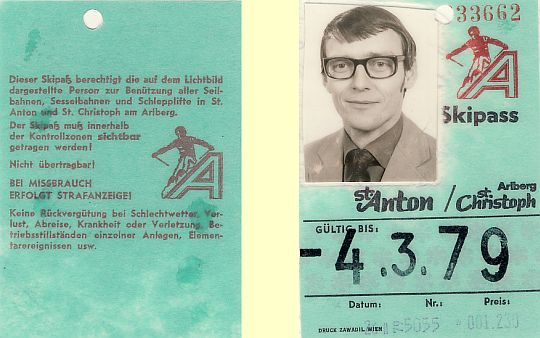 Dieser Skipaß berechtigt die auf dem Lichtbild
dargestellte Person zur Benützung aller Seil-
bahnen, Sesselbahnen und Schlepplifte in St.
Anton und St. Christoph am Arlberg.
Der Skipaß muß innerhalb
der Kontrollzonen sichtbar
getragen werden!
Nicht übertragbar!
BEI MISSBRAUCH
ERFOLGT STRAFANZEIGE!
Keine Rückvergütung bei Schlechtwetter, Ver-
lust, Abreise, Krankheit oder Verletzung, Be-
triebsstillständen einzelner Anlagen, Elemen-
tarereignissen usw.
33662
A
Skipass
St. Anton / St. Christoph
Arlberg
GÜLTIG BIS:
-4.3.79
Datum: Nr.: Preis:
DRUCK ZAWADIL/WIEN
5055 001.230